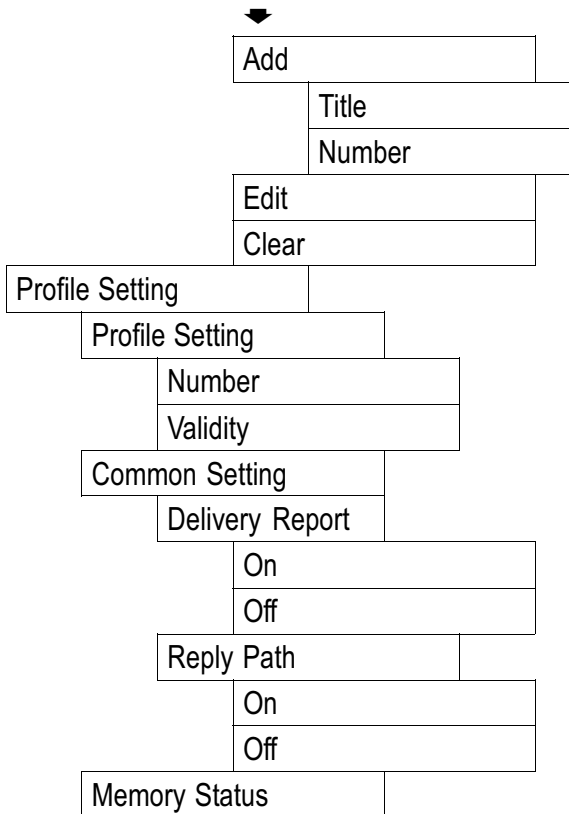 Add
Title
Number
Edit
Clear
Profile Setting
Profile Setting
Number
Validity
Common Setting
Delivery Report
On
Off
Reply Path
On
Off
Memory Status